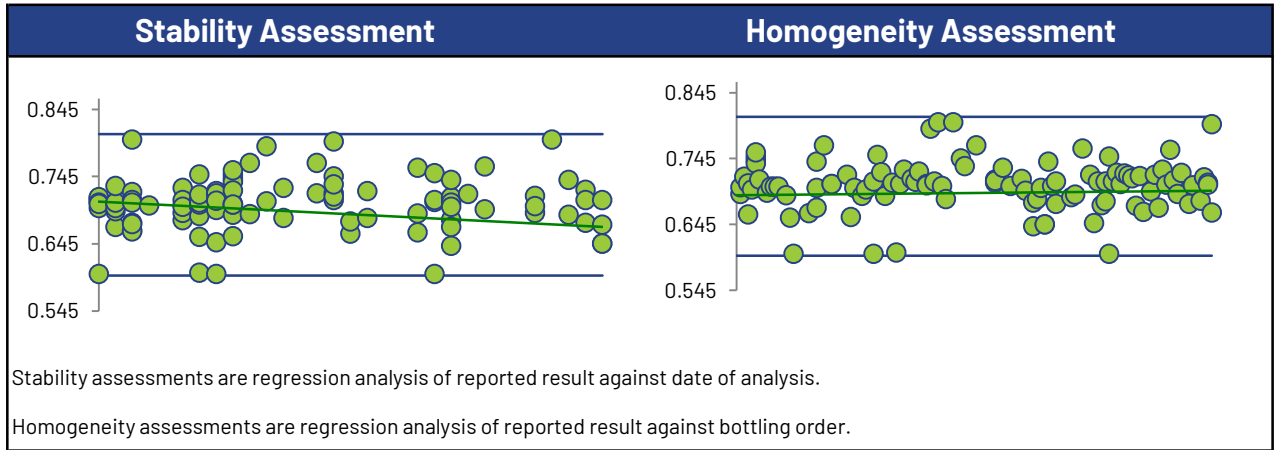 Stability Assessment
Homogeneity Assessment
0.845
0.745
0.645
0.545
0.845
0.745
0.645
0.545
Stability assessments are regression analysis of reported result against date of analysis.
Homogeneity assessments are regression analysis of reported result against bottling order.